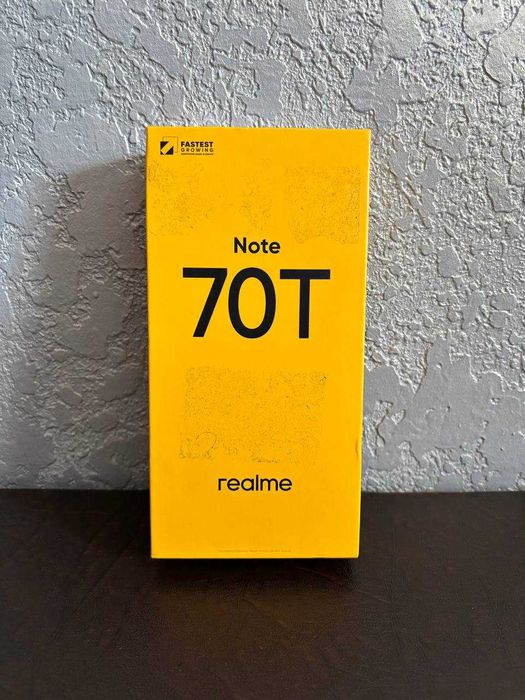 FASTEST
GROWING
Note
70T
realme